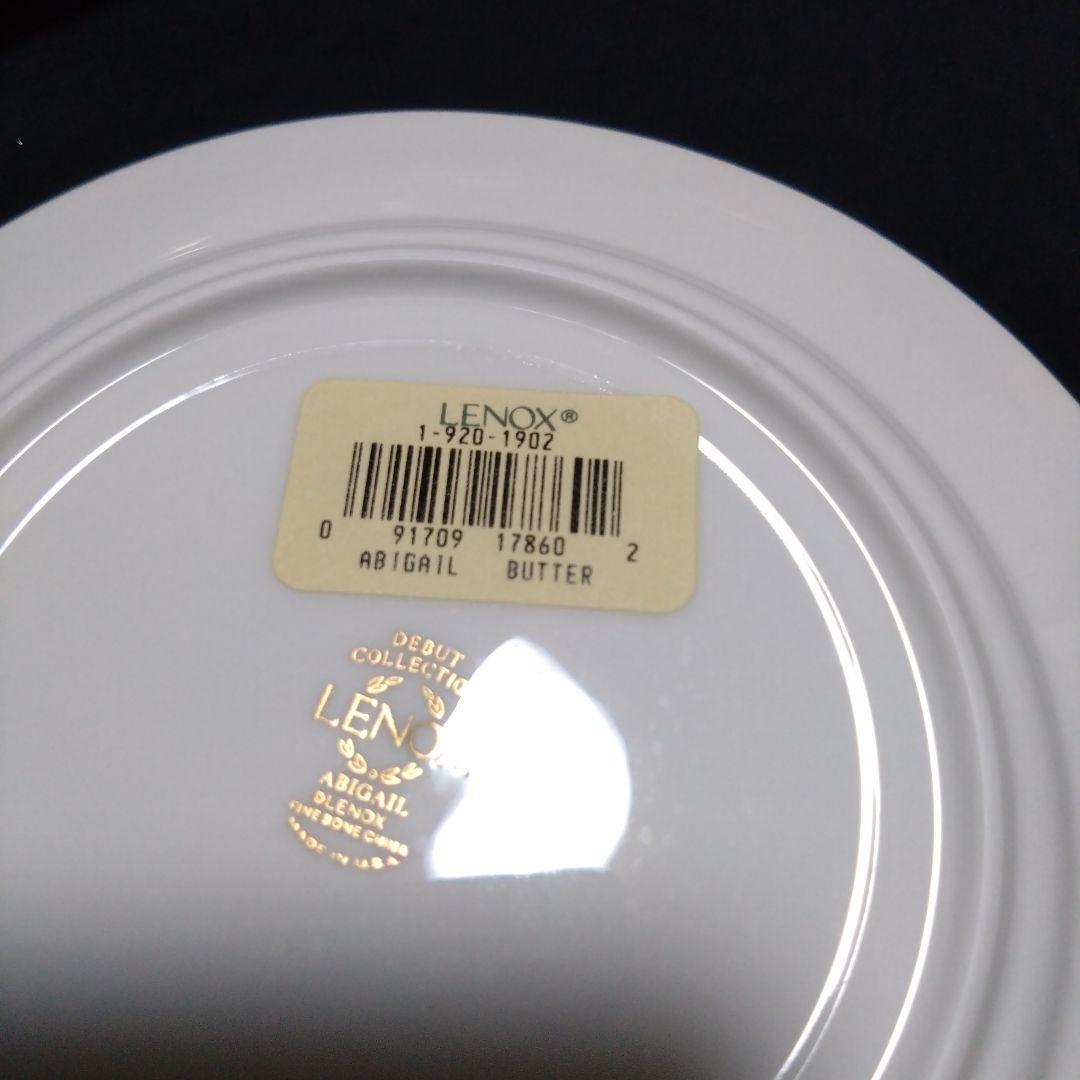 LENOX®
1-920-1902
0 91709 17860 2
ABIGAIL BUTTER
DEBUT
COLLECTIO
LENO
ABIGAIL
©LENOX
FINE BONE CHINA
MADE IN U.S.A.